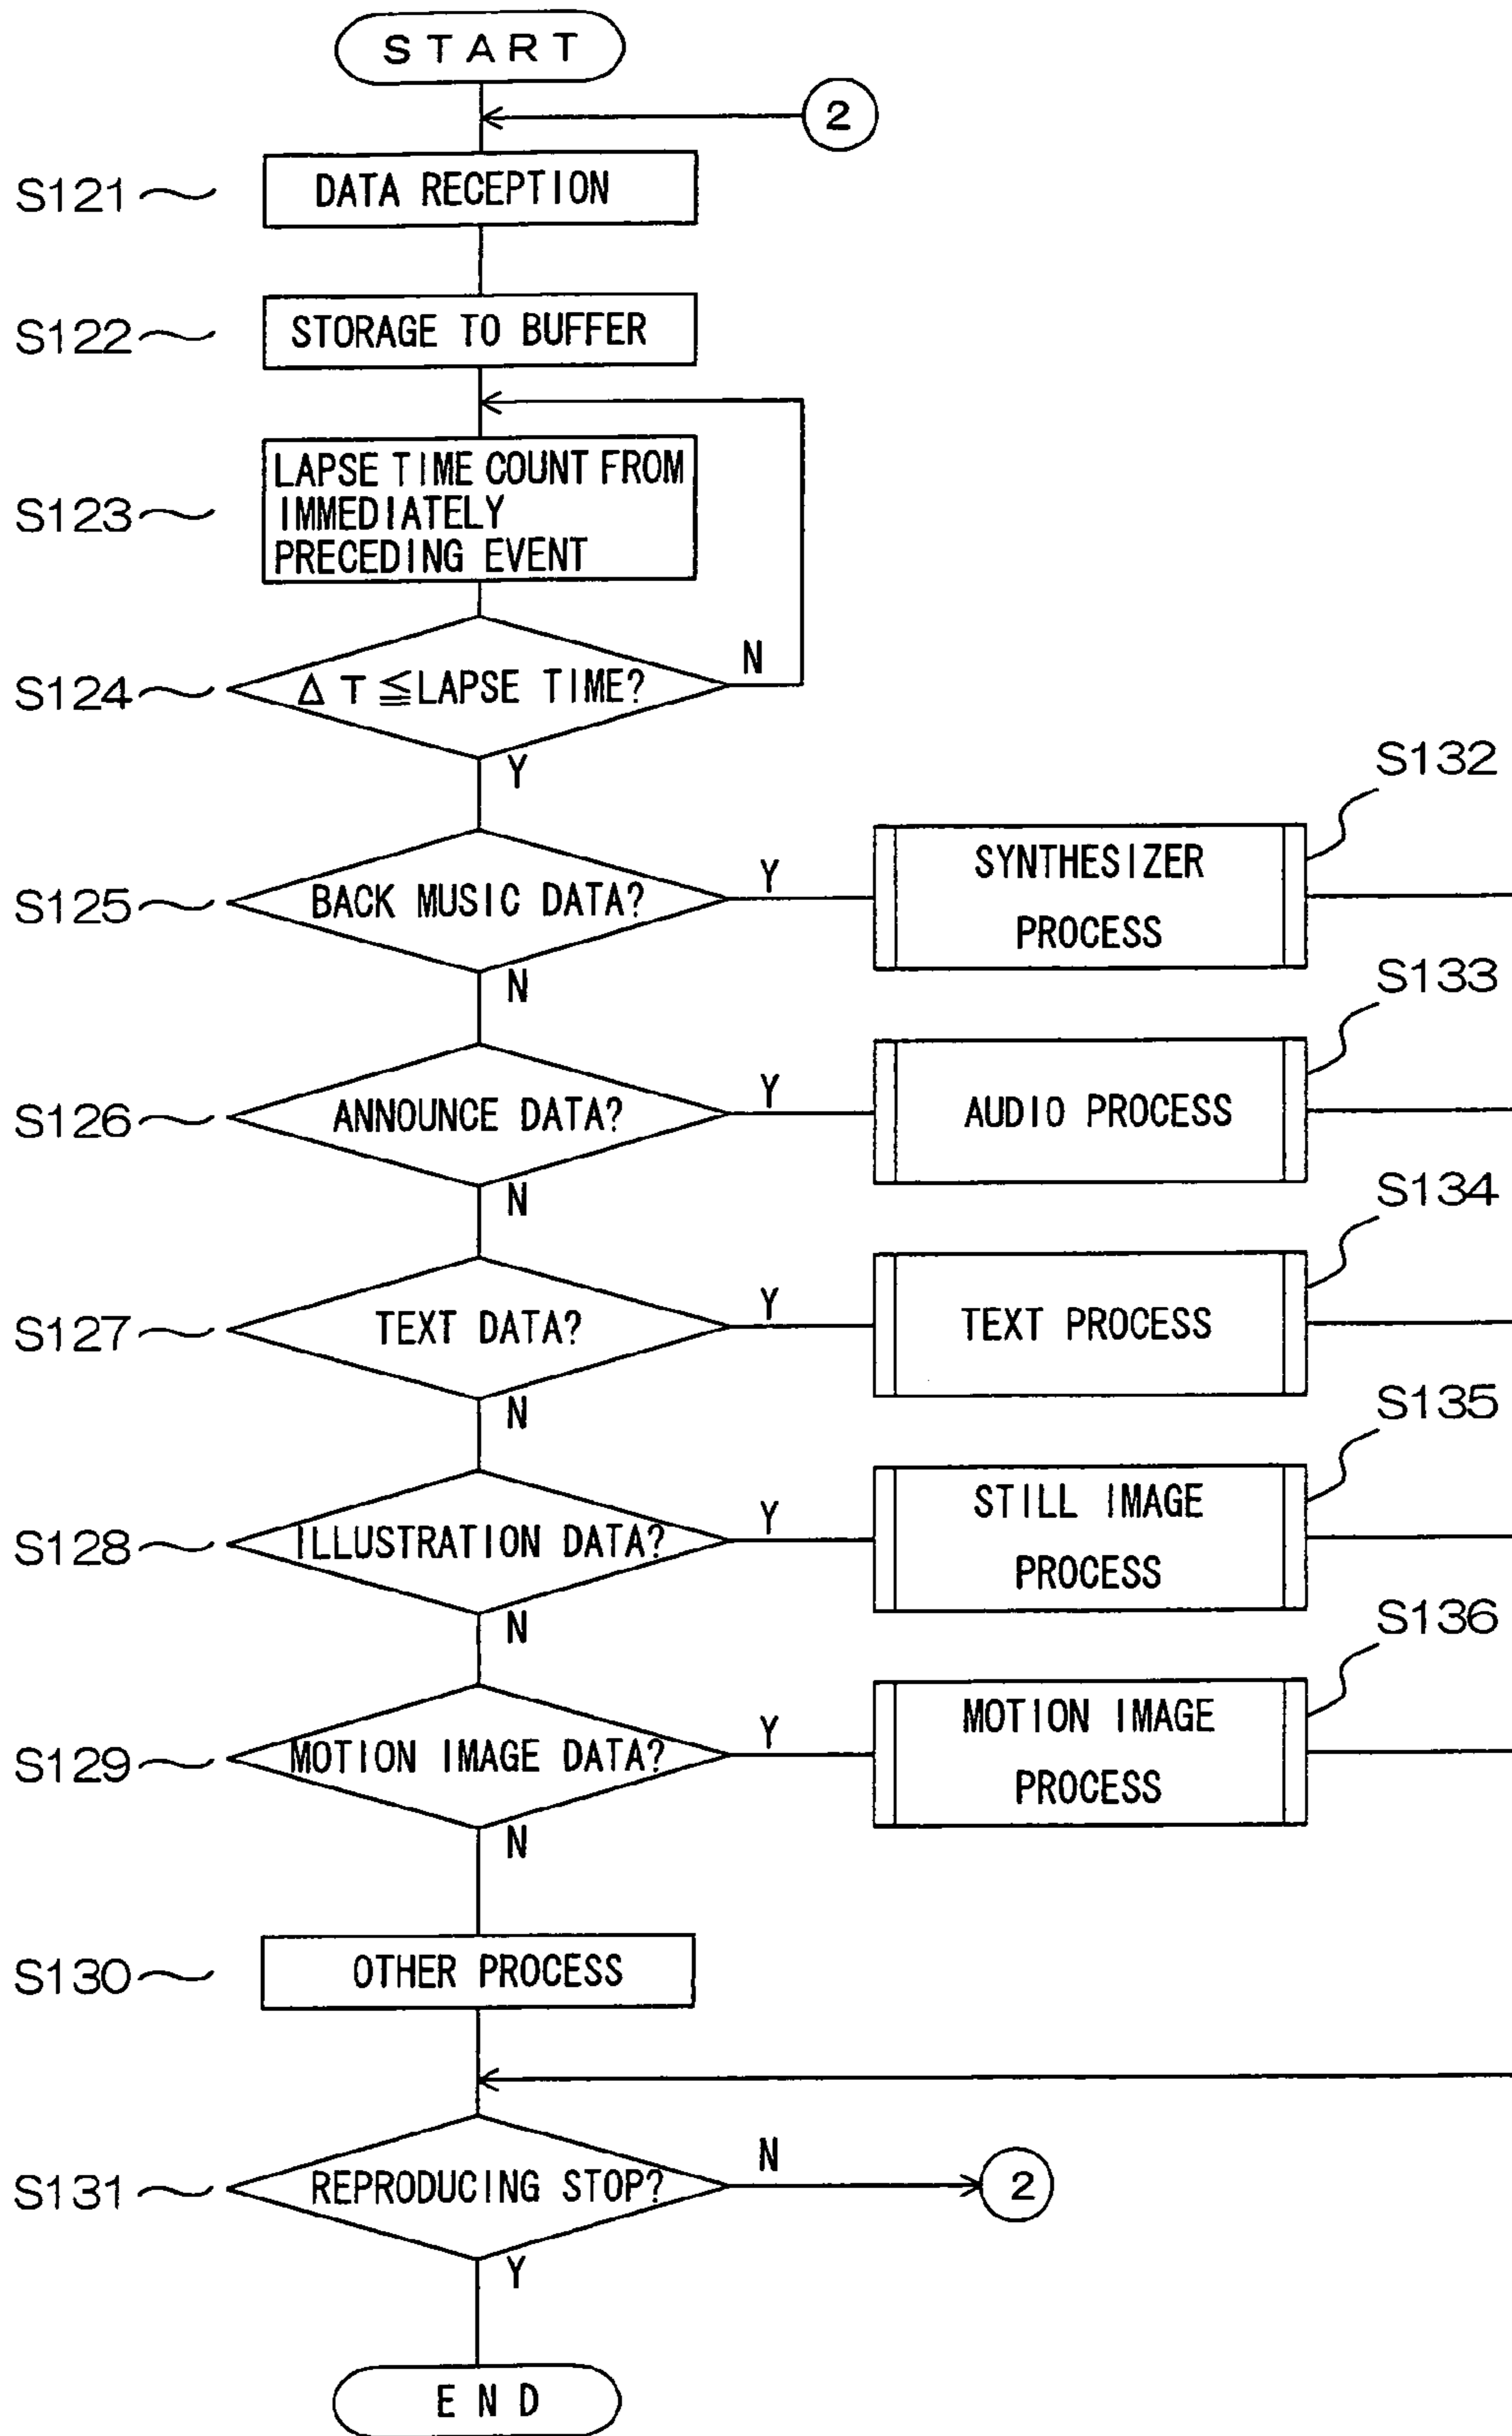 START
2
S121
DATA RECEPTION
S122
STORAGE TO BUFFER
S123
LAPSE TIME COUNT FROM
IMMEDIATELY
PRECEDING EVENT
S124
Δ T ≦LAPSE TIME?
N
Y
S125
BACK MUSIC DATA?
Y
N
S132
SYNTHESIZER
PROCESS
S126
ANNOUNCE DATA?
Y
N
S133
AUDIO PROCESS
S127
TEXT DATA?
Y
N
S134
TEXT PROCESS
S128
ILLUSTRATION DATA?
Y
N
S135
STILL IMAGE
PROCESS
S129
MOTION IMAGE DATA?
Y
N
S136
MOTION IMAGE
PROCESS
S130
OTHER PROCESS
S131
REPRODUCING STOP?
N
2
Y
END